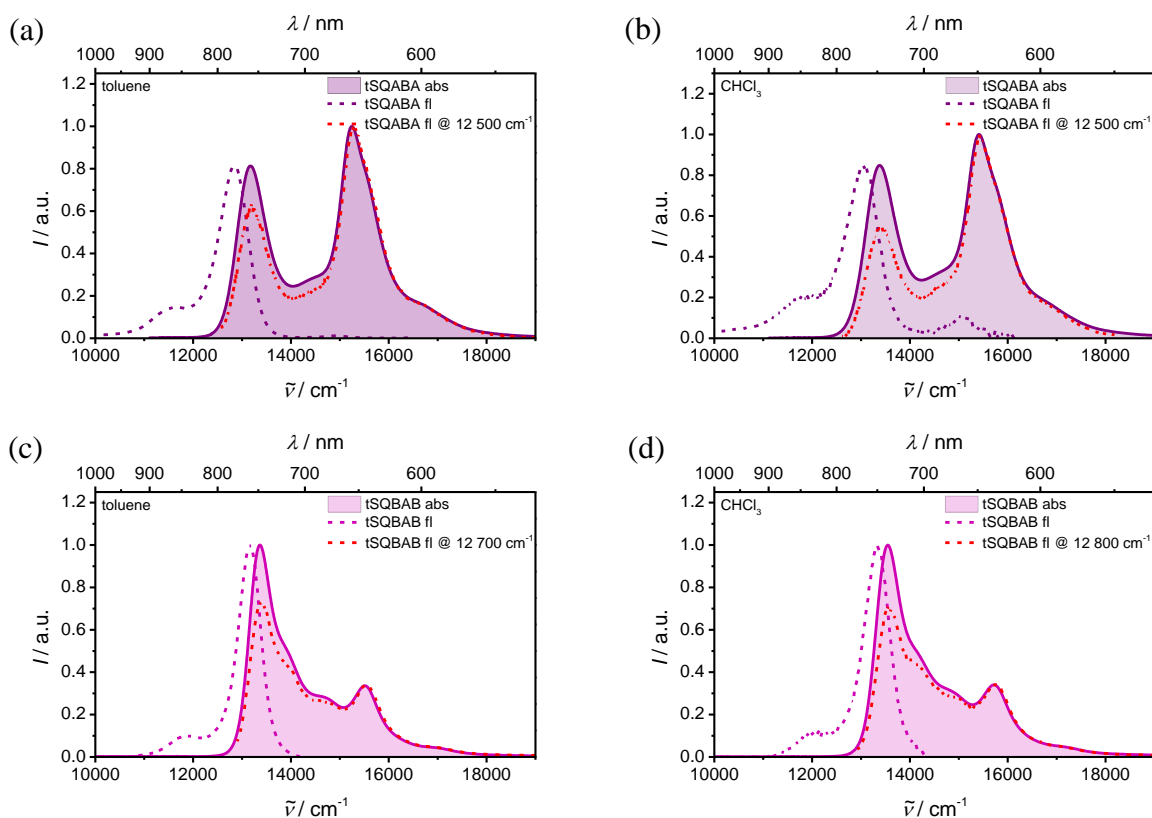 (a)
λ / nm
1000 900 800 700 600
toluene
tSQABA abs
tSQABA fl
tSQABA fl @ 12 500 cm⁻¹
I / a.u.
1.2
1.0
0.8
0.6
0.4
0.2
0.0
10000 12000 14000 16000 18000
ν̃ / cm⁻¹
(b)
λ / nm
1000 900 800 700 600
CHCl₃
tSQABA abs
tSQABA fl
tSQABA fl @ 12 500 cm⁻¹
I / a.u.
1.2
1.0
0.8
0.6
0.4
0.2
0.0
10000 12000 14000 16000 18000
ν̃ / cm⁻¹
(c)
λ / nm
1000 900 800 700 600
toluene
tSQBAB abs
tSQBAB fl
tSQBAB fl @ 12 700 cm⁻¹
I / a.u.
1.2
1.0
0.8
0.6
0.4
0.2
0.0
10000 12000 14000 16000 18000
ν̃ / cm⁻¹
(d)
λ / nm
1000 900 800 700 600
CHCl₃
tSQBAB abs
tSQBAB fl
tSQBAB fl @ 12 800 cm⁻¹
I / a.u.
1.2
1.0
0.8
0.6
0.4
0.2
0.0
10000 12000 14000 16000 18000
ν̃ / cm⁻¹